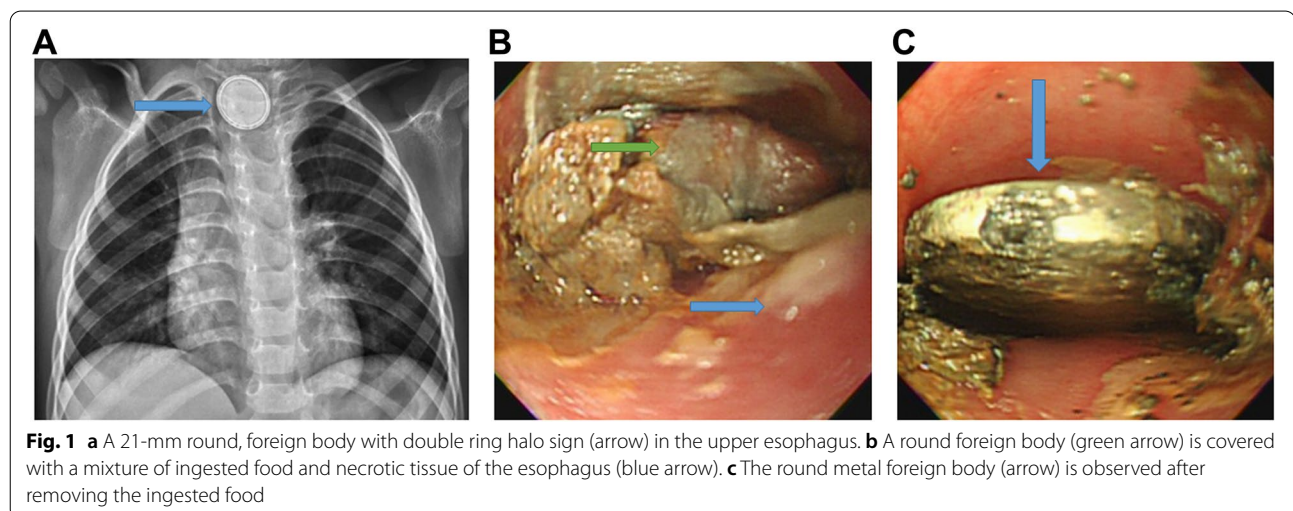 A
B
C
Fig. 1 a A 21-mm round, foreign body with double ring halo sign (arrow) in the upper esophagus. b A round foreign body (green arrow) is covered
with a mixture of ingested food and necrotic tissue of the esophagus (blue arrow). c The round metal foreign body (arrow) is observed after
removing the ingested food